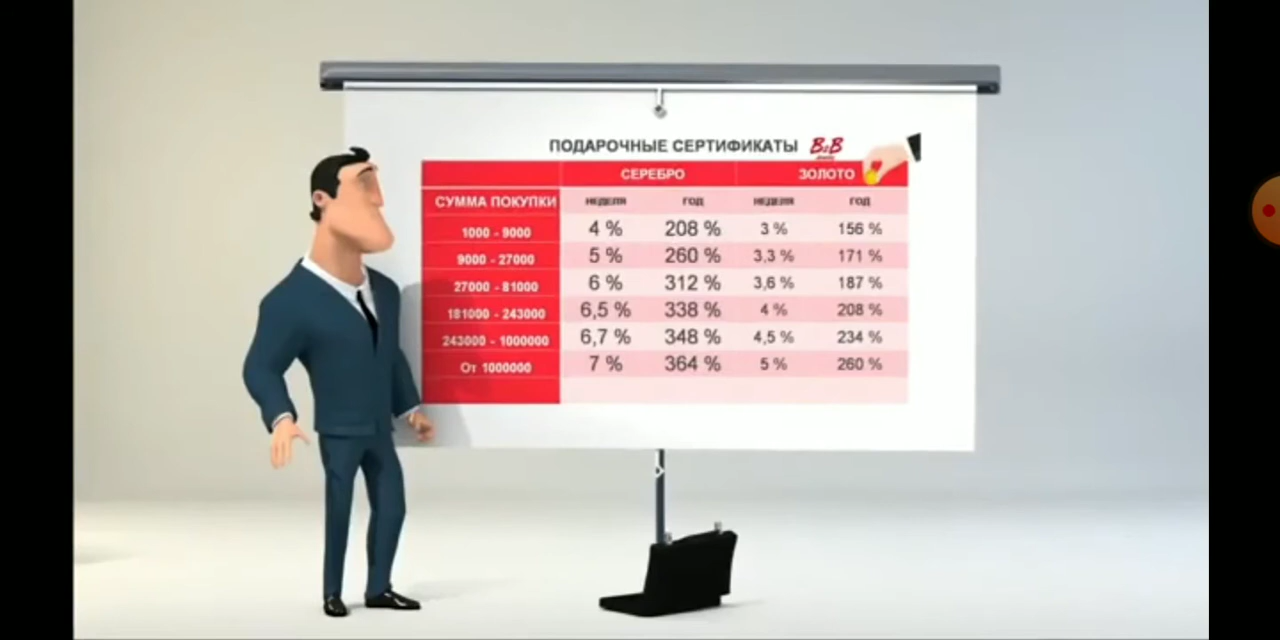 ПОДАРОЧНЫЕ СЕРТИФИКАТЫ B2B
СЕРЕБРО ЗОЛОТО
СУММА ПОКУПКИ НЕДЕЛЯ ГОД НЕДЕЛЯ ГОД
1000 - 9000 4 % 208 % 3 % 156 %
9000 - 27000 5 % 260 % 3,3 % 171 %
27000 - 81000 6 % 312 % 3,6 % 187 %
181000 - 243000 6,5 % 338 % 4 % 208 %
243000 - 1000000 6,7 % 348 % 4,5 % 234 %
От 1000000 7 % 364 % 5 % 260 %